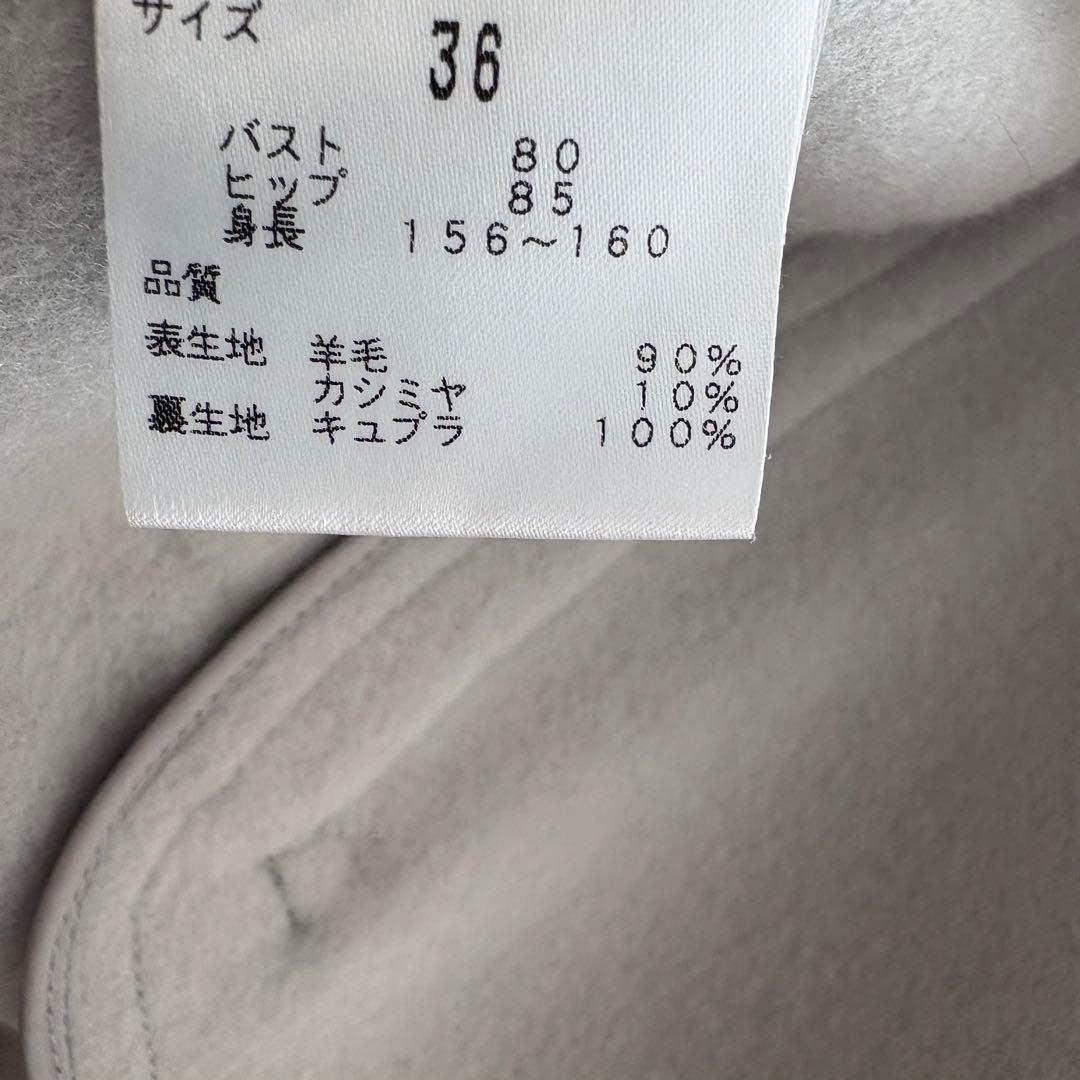 サイズ 36
バスト 80
ヒップ 85
身長 156～160
品質
表生地 羊毛 90%
カシミヤ 10%
裏生地 キュプラ 100%